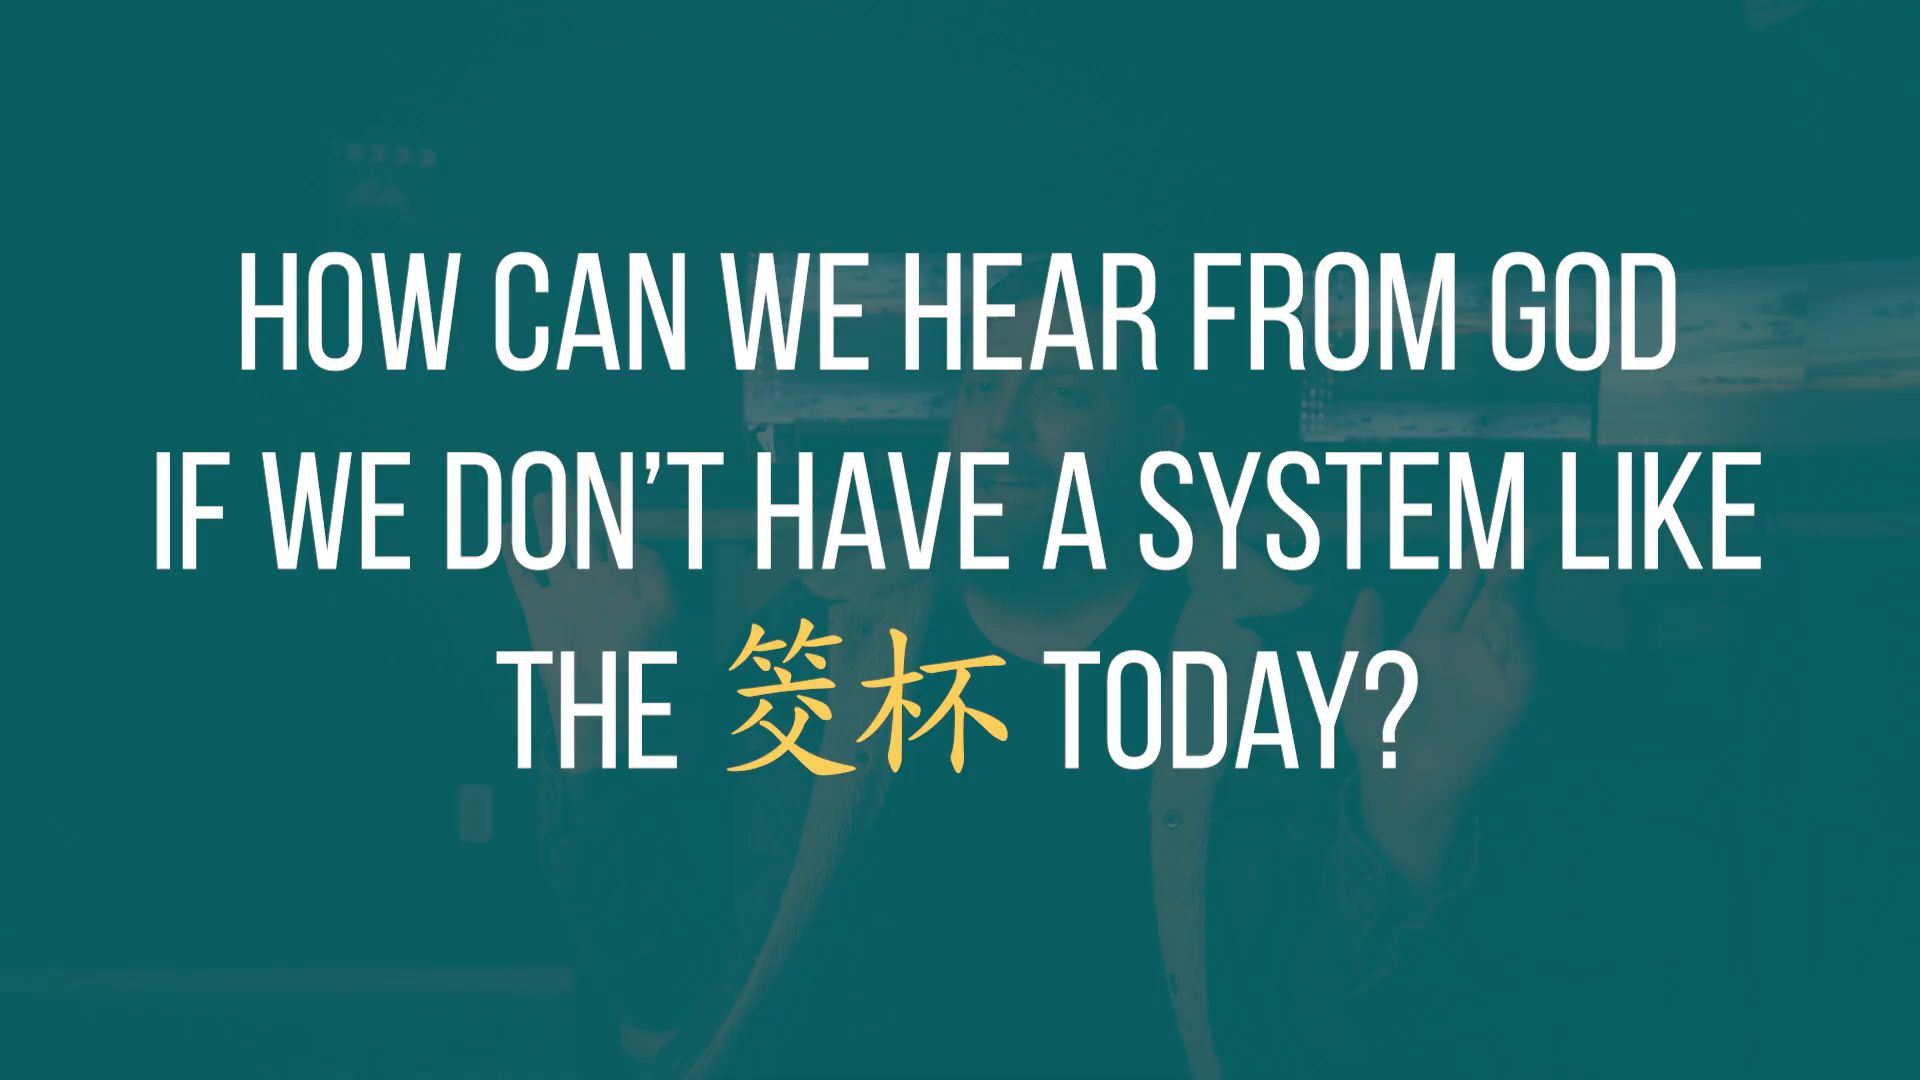 HOW CAN WE HEAR FROM GOD
IF WE DON’T HAVE A SYSTEM LIKE
THE 筊杯 TODAY?